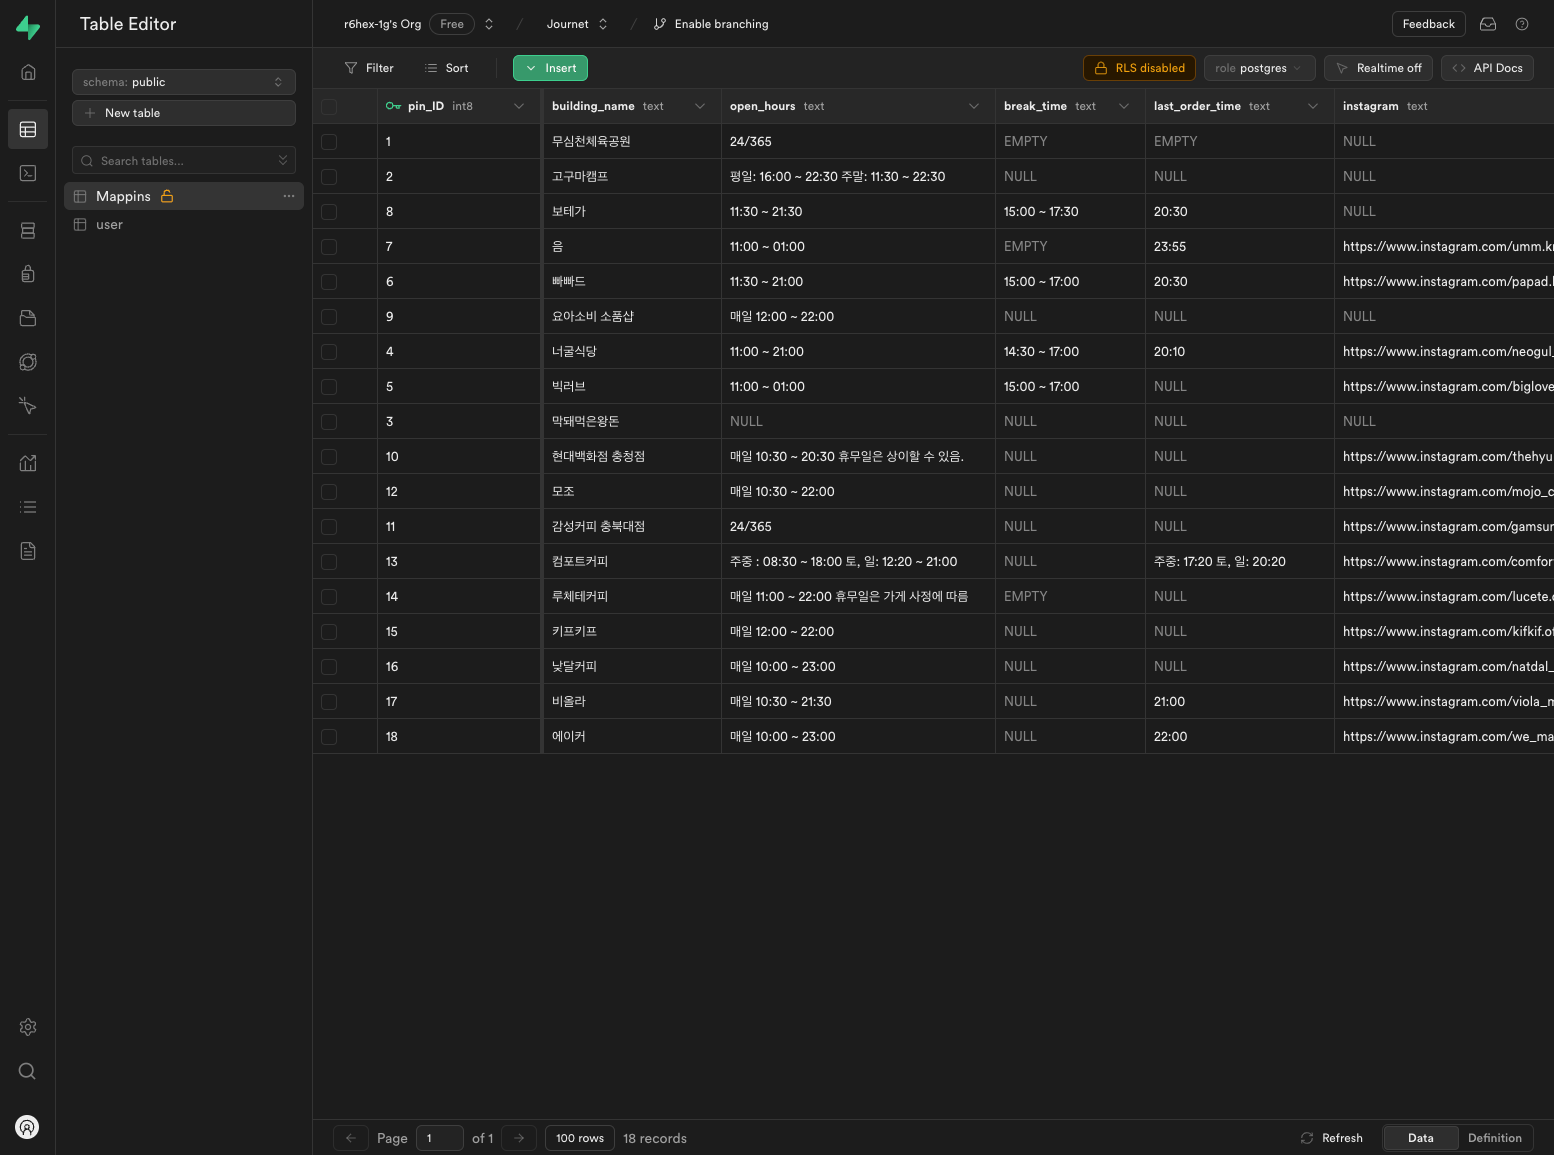 Table Editor
r6hex-1g's Org Free / Journet / Enable branching Feedback
schema: public
New table
Search tables...
Mappins
user
Filter Sort Insert RLS disabled role postgres Realtime off API Docs
pin_ID int8 building_name text open_hours text break_time text last_order_time text instagram text
1 무심천체육공원 24/365 EMPTY EMPTY NULL
2 고구마캠프 평일: 16:00 ~ 22:30 주말: 11:30 ~ 22:30 NULL NULL NULL
8 보테가 11:30 ~ 21:30 15:00 ~ 17:30 20:30 NULL
7 음 11:00 ~ 01:00 EMPTY 23:55 https://www.instagram.com/umm.k
6 빠빠드 11:30 ~ 21:00 15:00 ~ 17:00 20:30 https://www.instagram.com/papad.
9 요아소비 소품샵 매일 12:00 ~ 22:00 NULL NULL NULL
4 너굴식당 11:00 ~ 21:00 14:30 ~ 17:00 20:10 https://www.instagram.com/neogul_
5 빅러브 11:00 ~ 01:00 15:00 ~ 17:00 NULL https://www.instagram.com/biglove
3 막돼먹은왕돈 NULL NULL NULL NULL
10 현대백화점 충청점 매일 10:30 ~ 20:30 휴무일은 상이할 수 있음. NULL NULL https://www.instagram.com/thehyu
12 모조 매일 10:30 ~ 22:00 NULL NULL https://www.instagram.com/mojo_c
11 감성커피 충북대점 24/365 NULL NULL https://www.instagram.com/gamsur
13 컴포트커피 주중 : 08:30 ~ 18:00 토, 일: 12:20 ~ 21:00 NULL 주중: 17:20 토, 일: 20:20 https://www.instagram.com/comfor
14 루체테커피 매일 11:00 ~ 22:00 휴무일은 가게 사정에 따름 EMPTY NULL https://www.instagram.com/lucete.
15 키프키프 매일 12:00 ~ 22:00 NULL NULL https://www.instagram.com/kifkif.of
16 낮달커피 매일 10:00 ~ 23:00 NULL NULL https://www.instagram.com/natdal_
17 비올라 매일 10:30 ~ 21:30 NULL 21:00 https://www.instagram.com/viola_m
18 에이커 매일 10:00 ~ 23:00 NULL 22:00 https://www.instagram.com/we_ma
Page 1 of 1 100 rows 18 records Refresh Data Definition